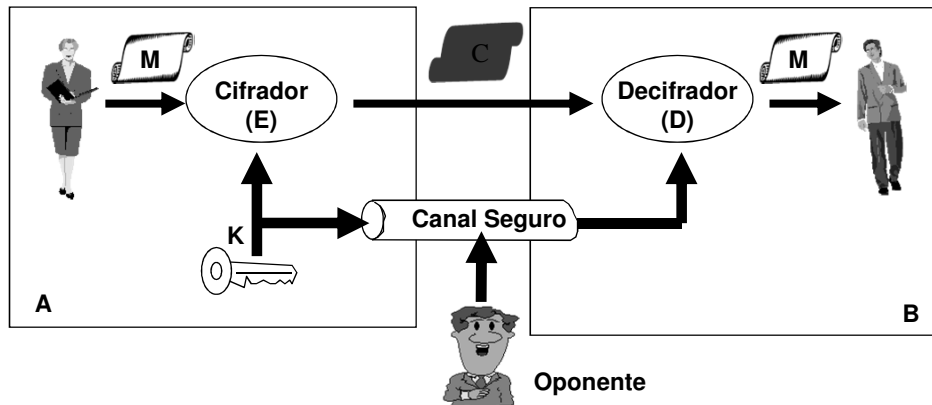 M
C
M
Cifrador
(E)
Decifrador
(D)
Canal Seguro
K
A
B
Oponente